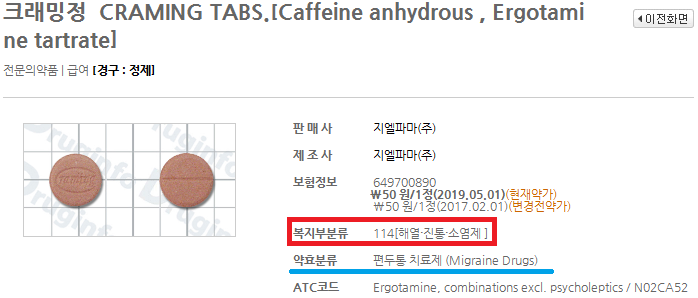 크래밍정 CRAMING TABS.[Caffeine anhydrous , Ergotami
ne tartrate]
이전화면
전문의약품 | 급여 [경구 : 정제]
Druginfo
Druginfo
판매사 지엘파마(주)
제조사 지엘파마(주)
보험정보 649700890
₩50 원/1정(2019,05,01)(현재약가)
₩50 원/1정(2017.02.01)(변경전약가)
복지부분류 114[해열·진통·소염제 ]
약효분류 편두통 치료제 (Migraine Drugs)
ATC코드 Ergotamine, combinations excl. psycholeptics / N02CA52